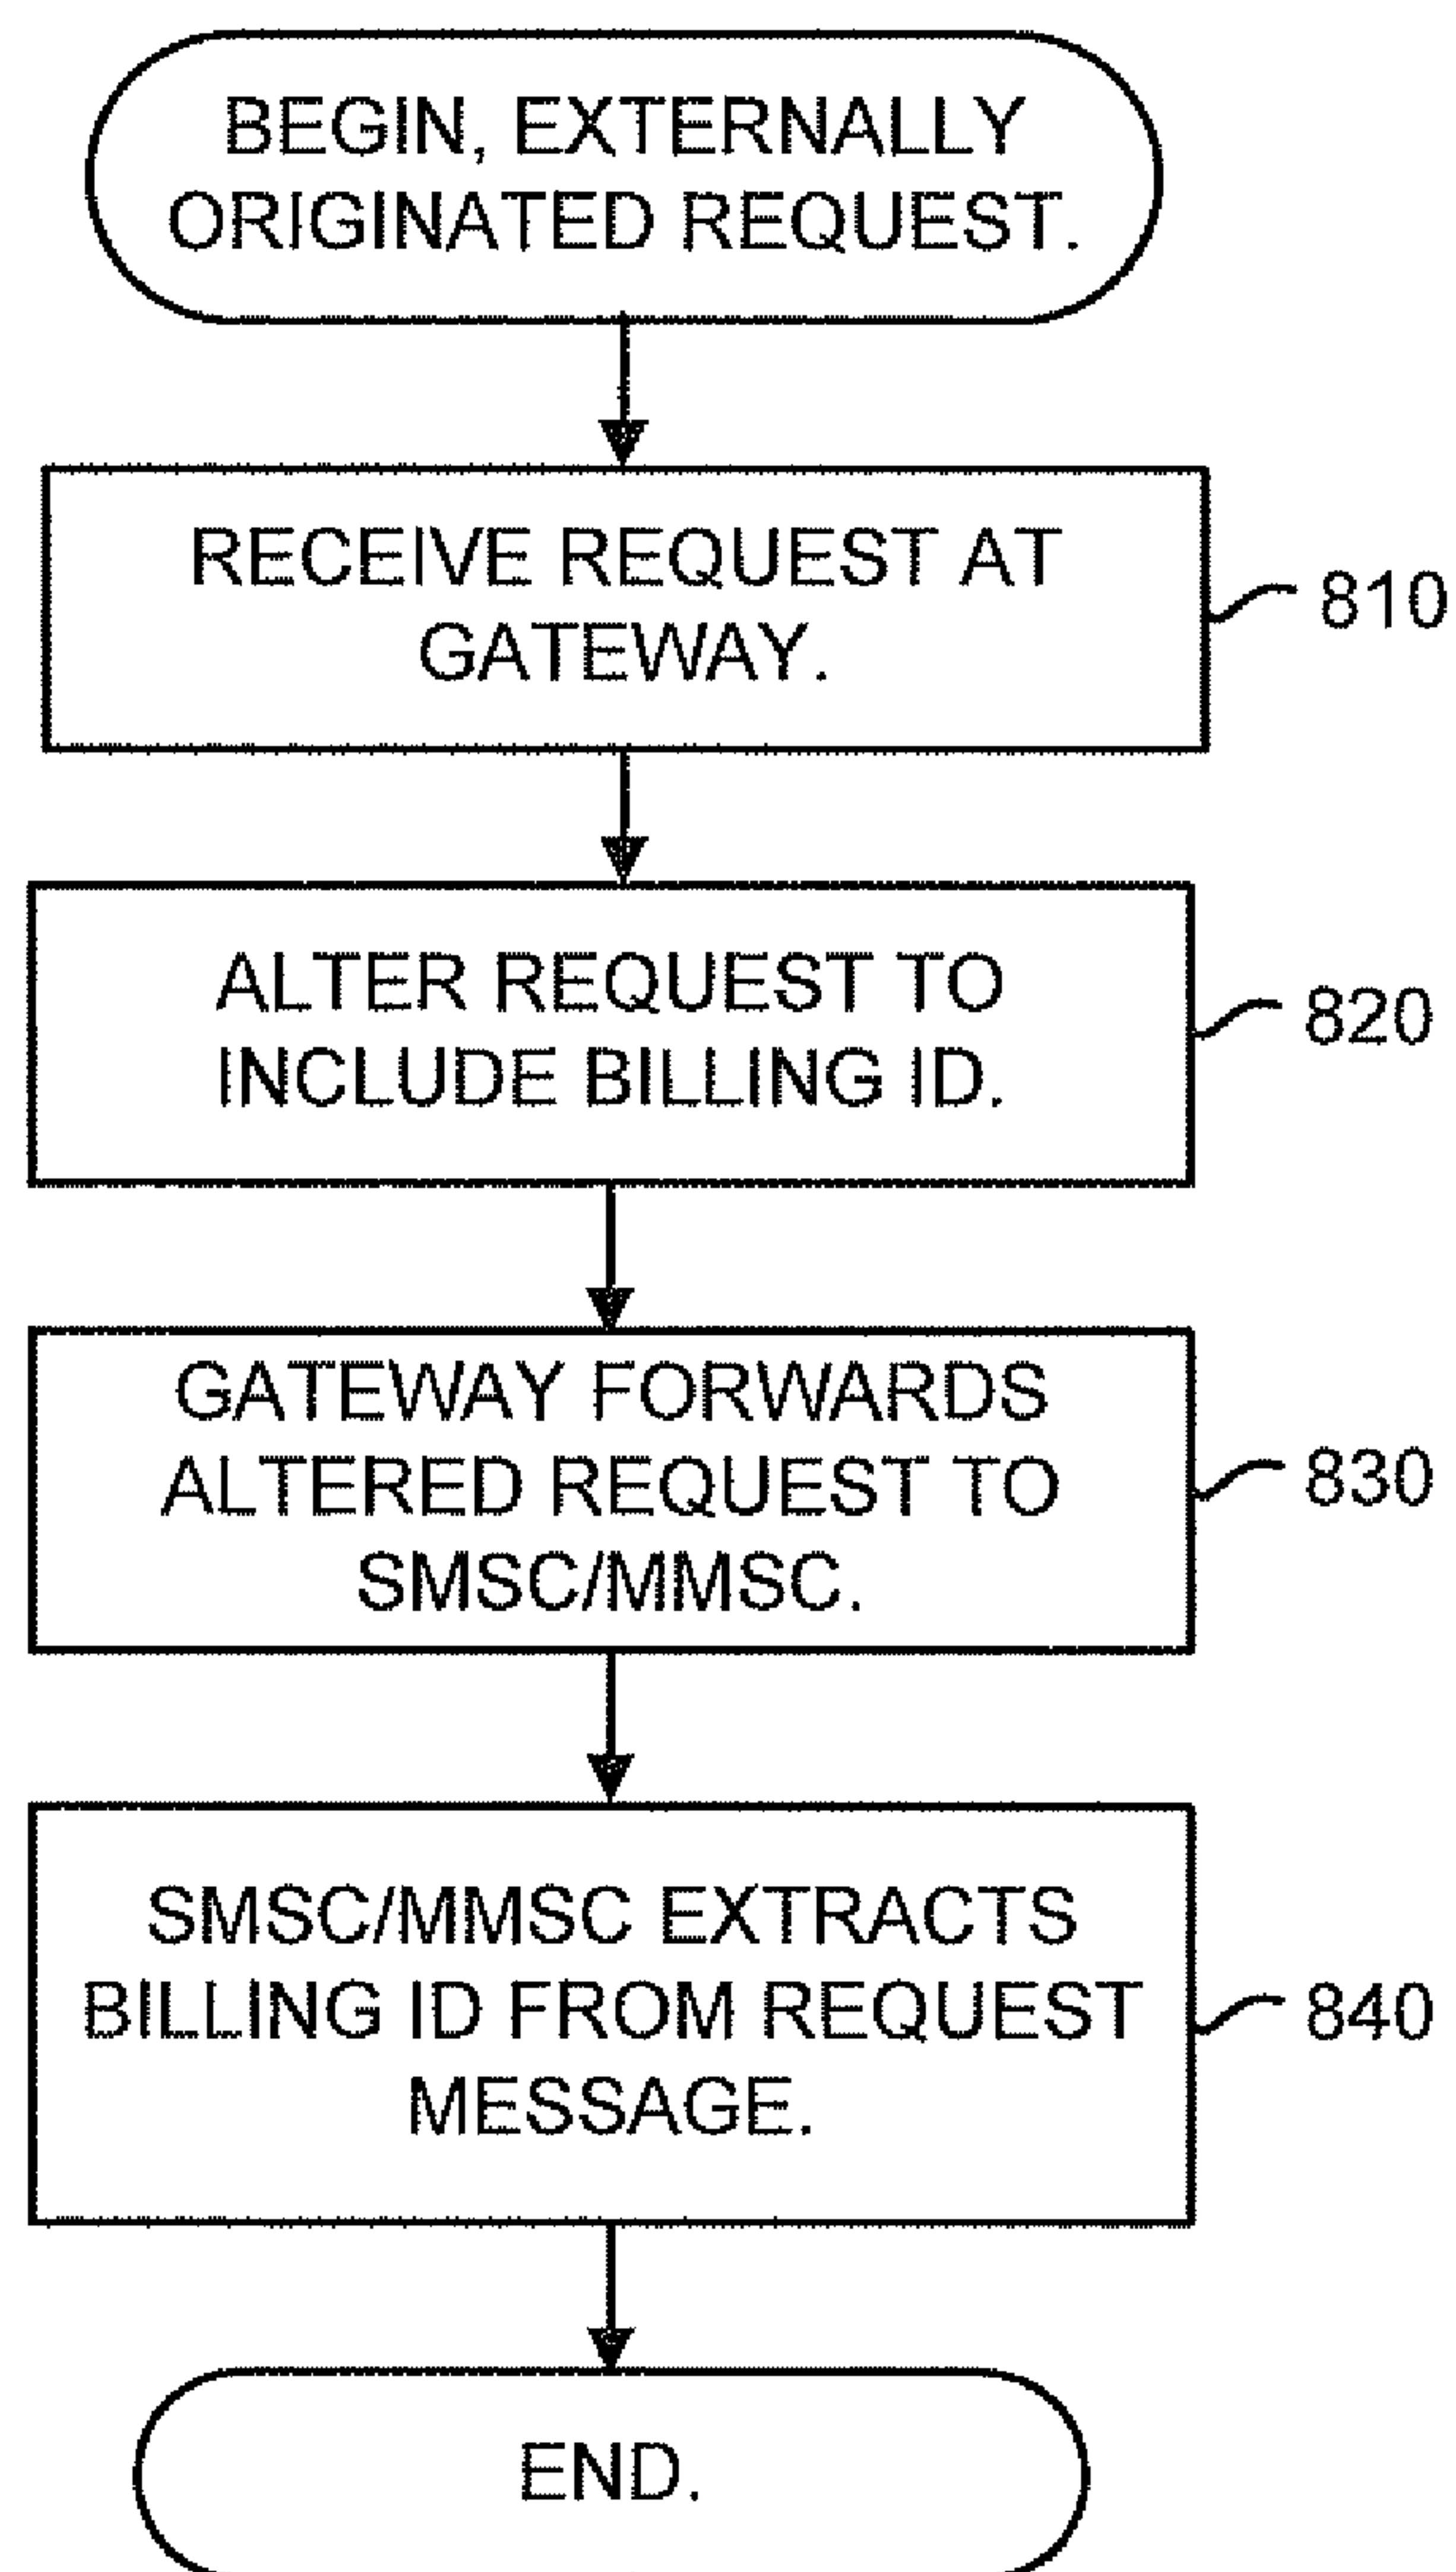 BEGIN, EXTERNALLY
ORIGINATED REQUEST.
RECEIVE REQUEST AT
GATEWAY.
810
ALTER REQUEST TO
INCLUDE BILLING ID.
820
GATEWAY FORWARDS
ALTERED REQUEST TO
SMSC/MMSC.
830
SMSC/MMSC EXTRACTS
BILLING ID FROM REQUEST
MESSAGE.
840
END.